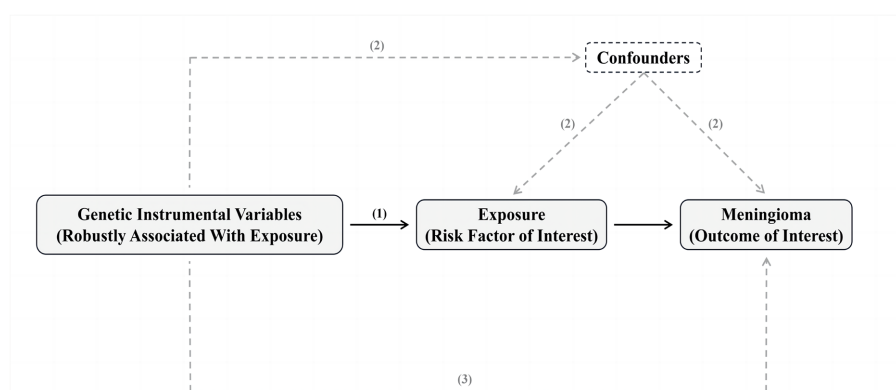 (2)
Confounders
(2)
(2)
Genetic Instrumental Variables
(Robustly Associated With Exposure)
(1)
Exposure
(Risk Factor of Interest)
Meningioma
(Outcome of Interest)
(3)